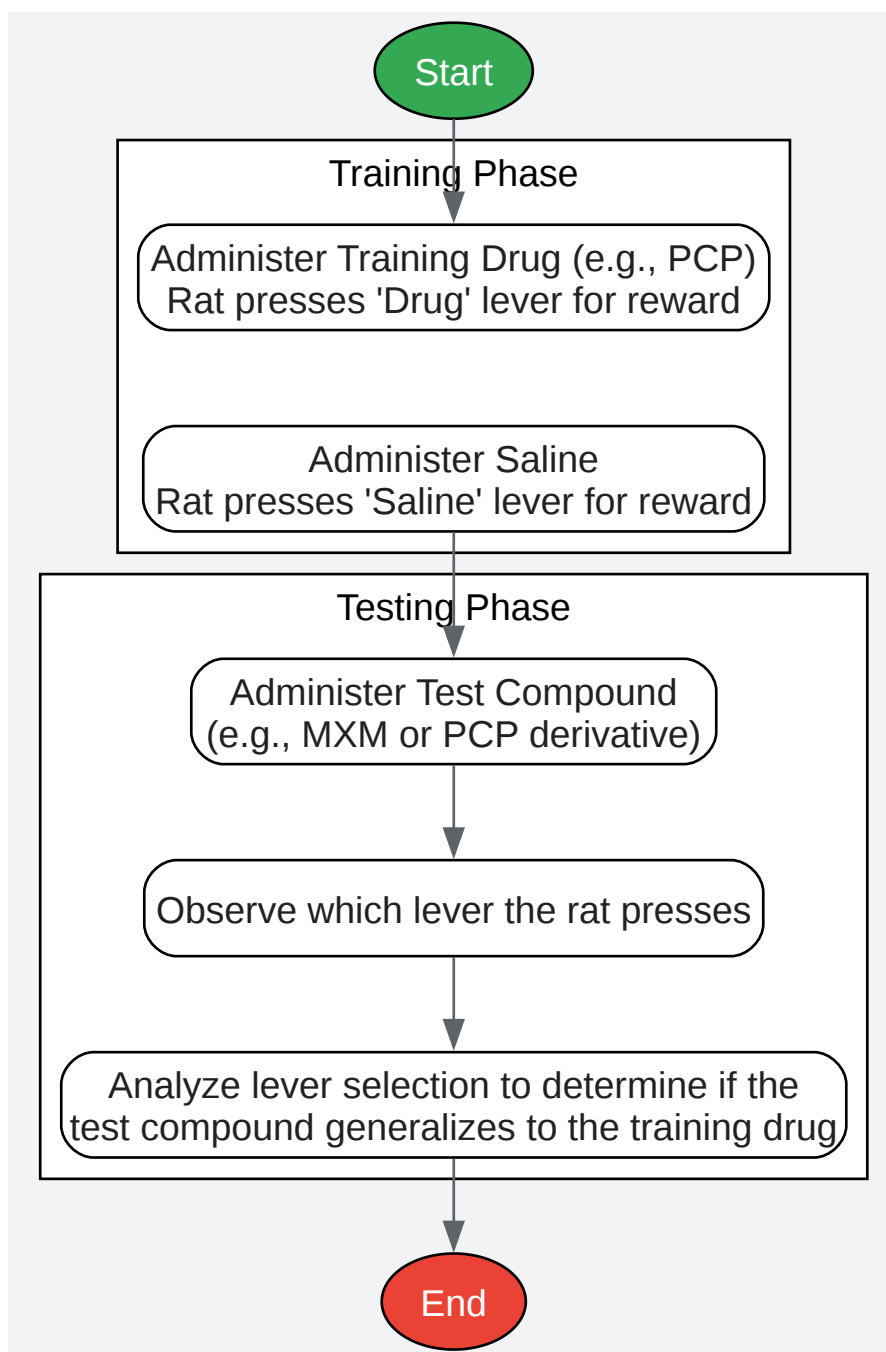 Start
Training Phase
Administer Training Drug (e.g., PCP)
Rat presses 'Drug' lever for reward
Administer Saline
Rat presses 'Saline' lever for reward
Testing Phase
Administer Test Compound
(e.g., MXM or PCP derivative)
Observe which lever the rat presses
Analyze lever selection to determine if the
test compound generalizes to the training drug
End